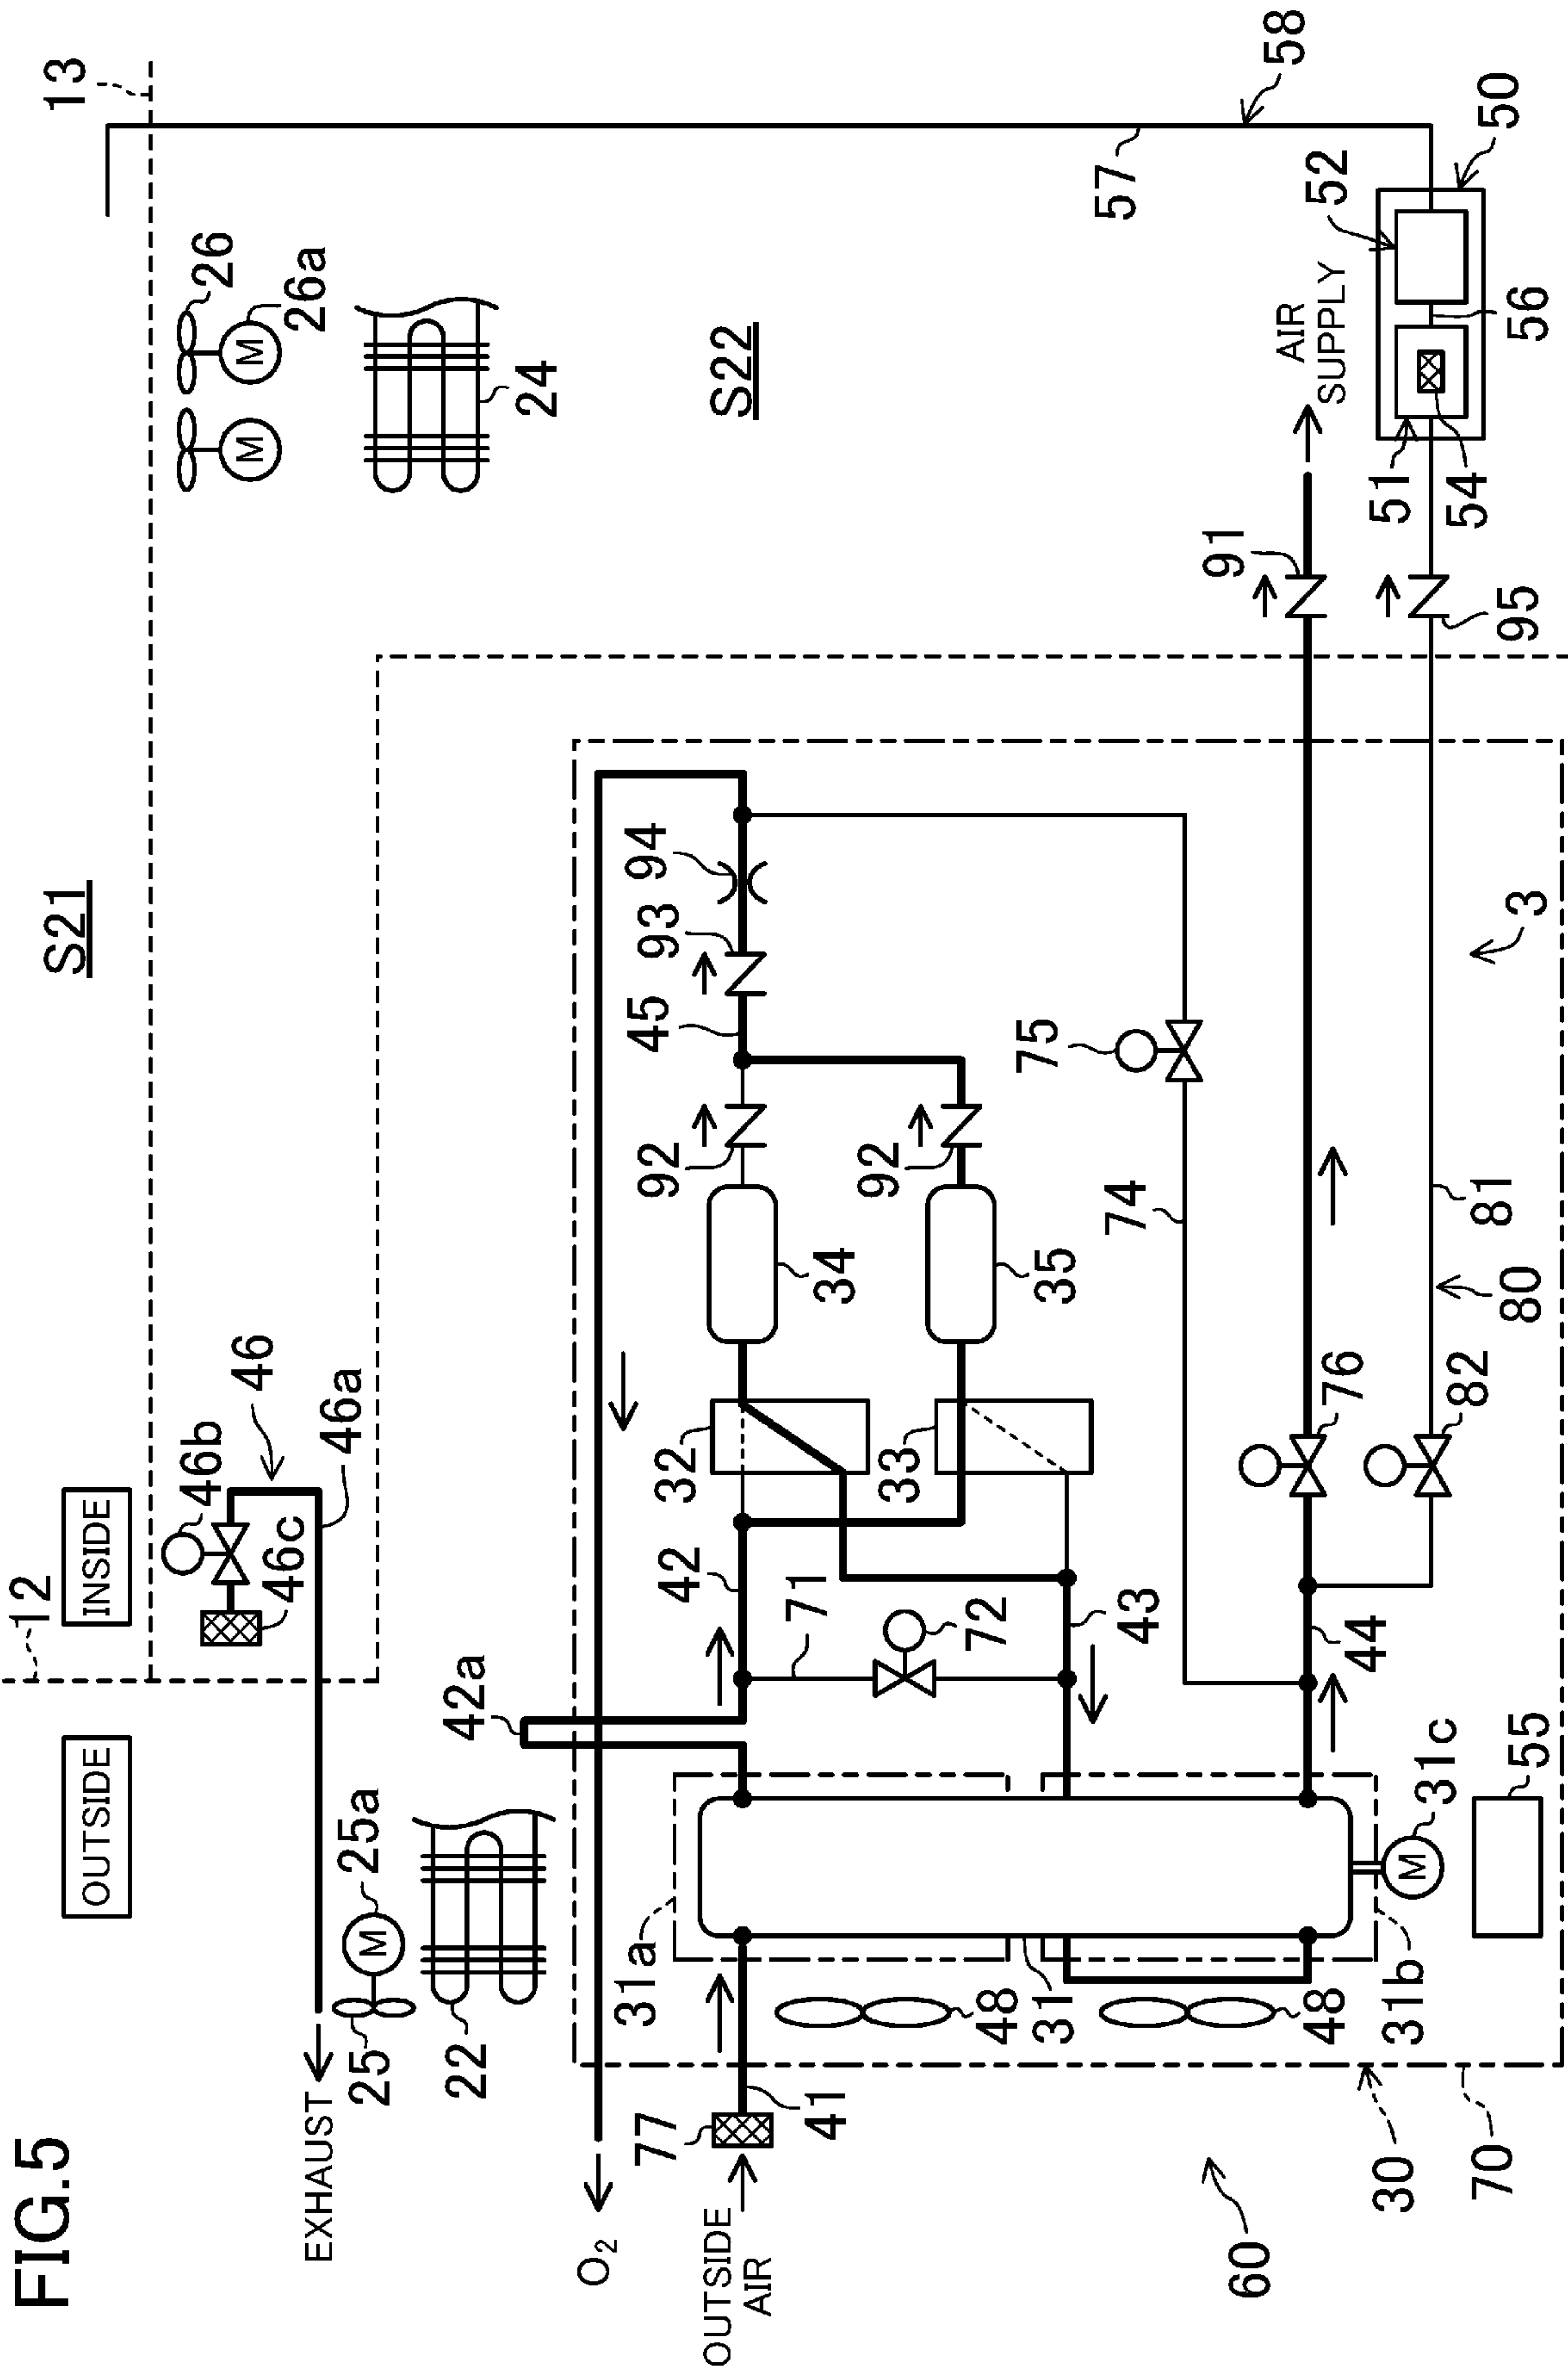 FIG.5
S21
13
12
OUTSIDE
INSIDE
46b
46
46c
46a
EXHAUST
25
25a
22
26
M
M
26a
24
M
S22
58
57
O2
42a
94
93
45
92
34
32
42
77
41
OUTSIDE
AIR
31a
48
31
71
72
33
35
92
43
75
74
91
AIR
SUPPLY
52
50
51
54
56
95
48
31b
31c
M
55
44
76
82
80
81
3
60
30
70